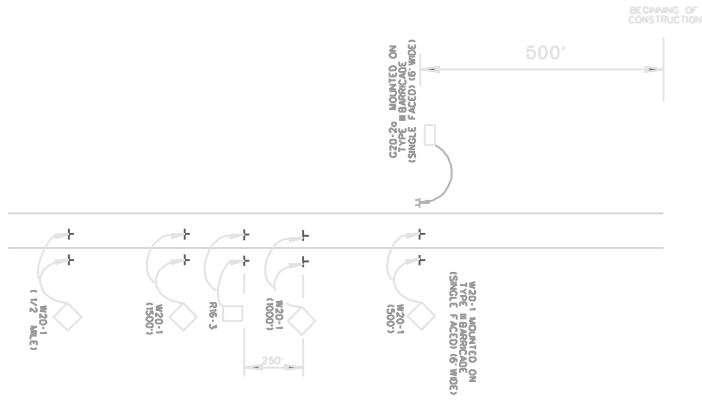 BEGINNING OF
CONSTRUCTION
500'
G20-2a MOUNTED ON
TYPE III BARRICADE
(SINGLE FACED) (6' WIDE)
W20-1
( 1/2 MILE)
W20-1
(1500')
R16-3
W20-1
(1000')
250'
W20-1
(500')
W20-1 MOUNTED ON
TYPE III BARRICADE
(SINGLE FACED) (6' WIDE)